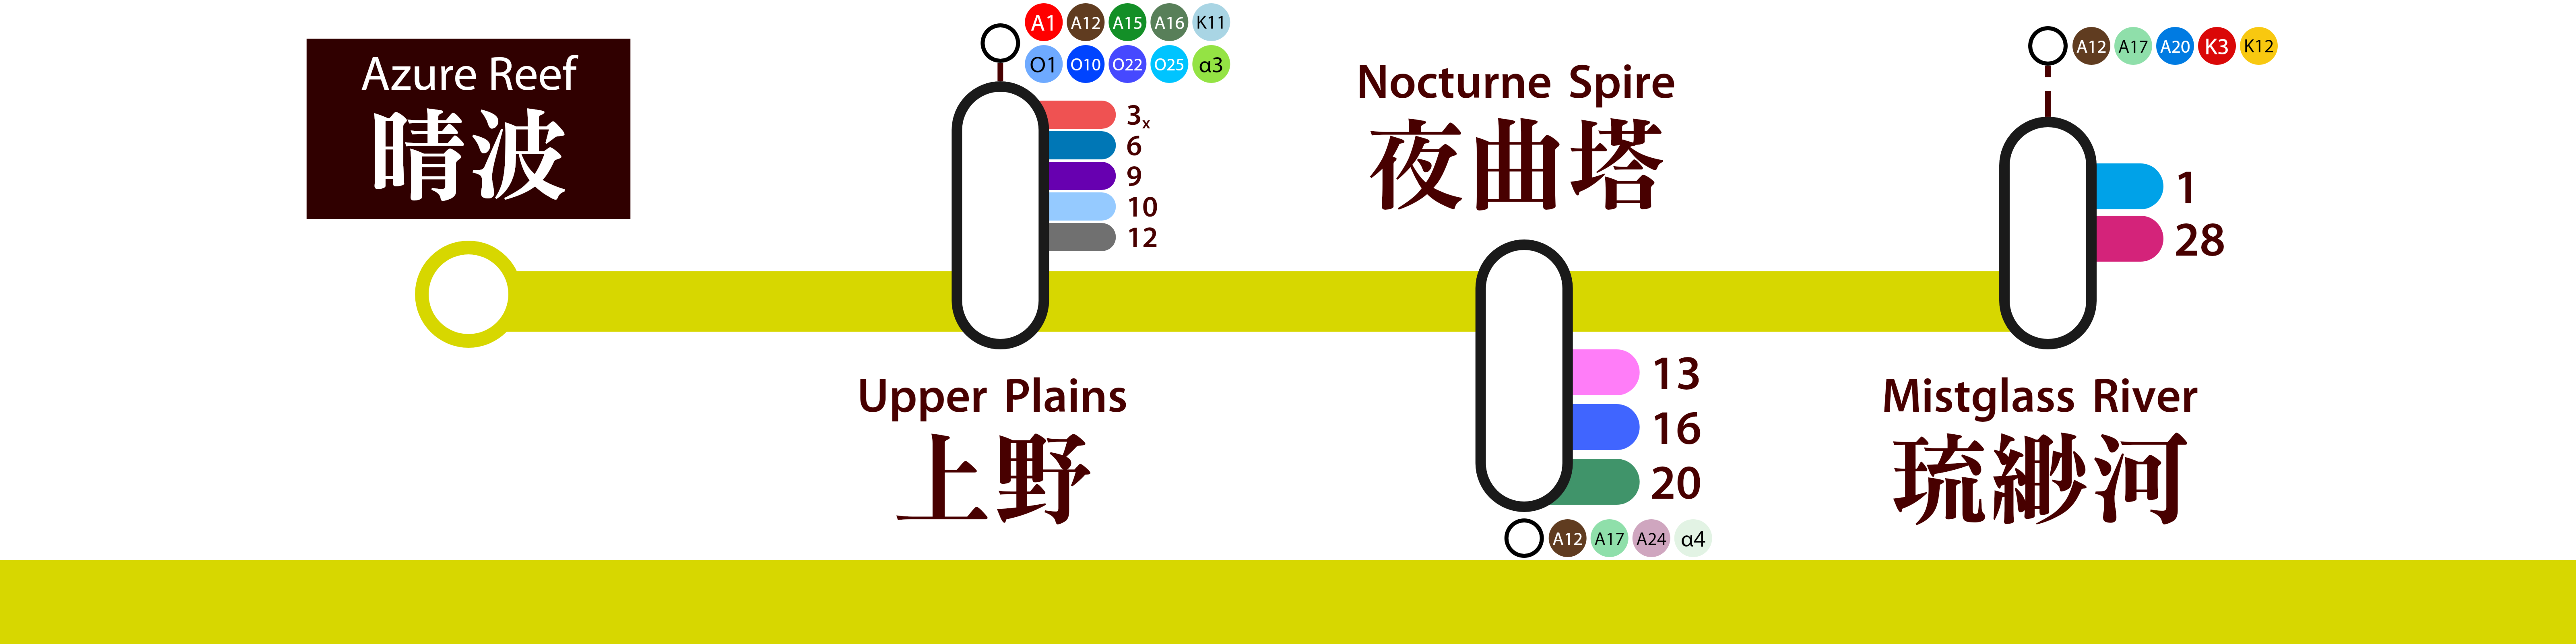 Azure Reef
晴波
A1 A12 A15 A16 K11
O1 O10 O22 O25 α3
3x
6
9
10
12
Upper Plains
上野
Nocturne Spire
夜曲塔
13
16
20
A12 A17 A24 α4
A12 A17 A20 K3 K12
1
28
Mistglass River
琉緲河